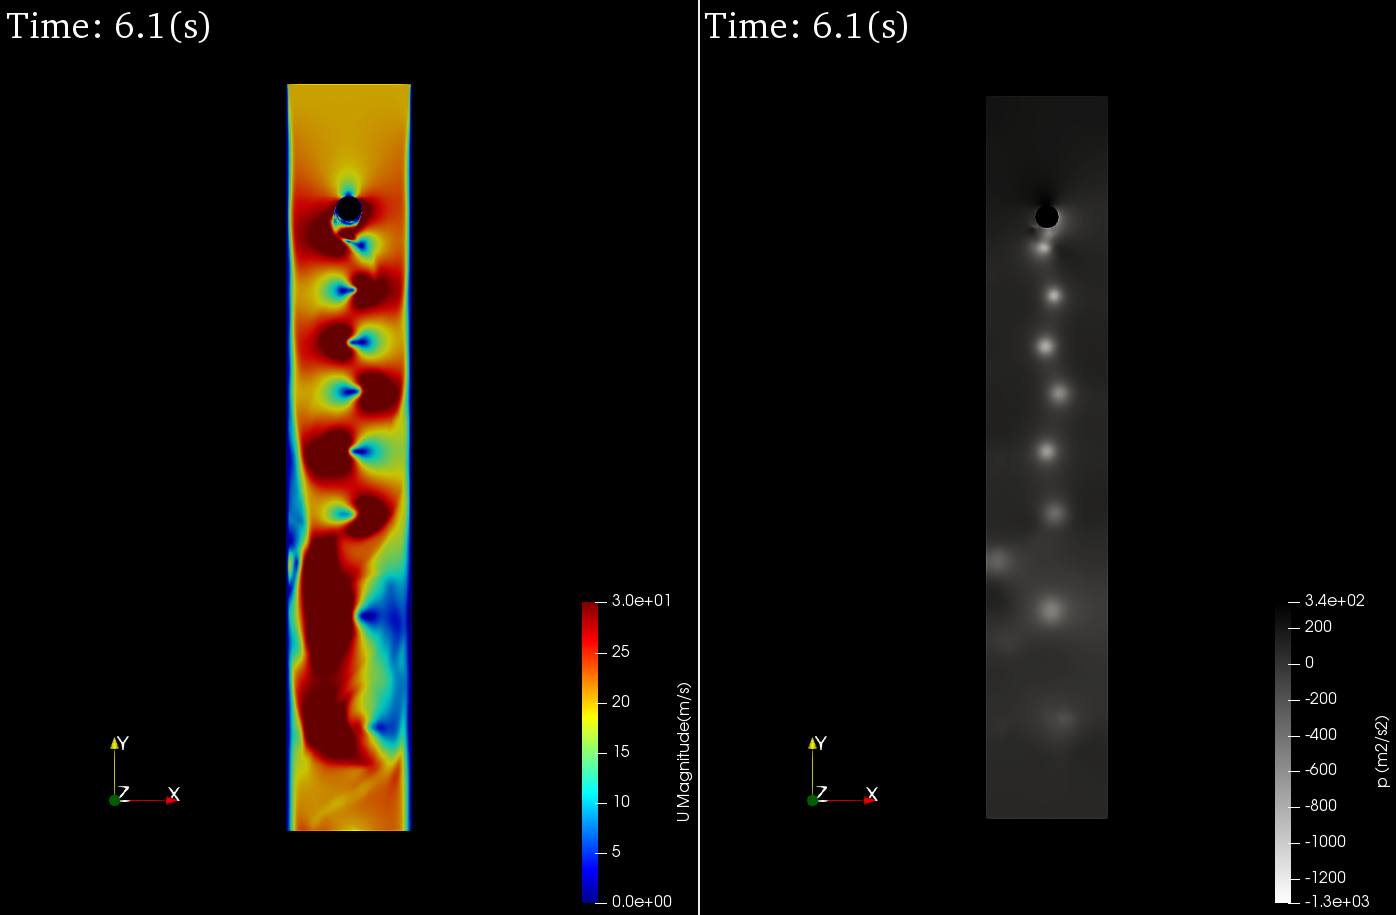 Time: 6.1(s)
3.0e+01
25
20
15
10
5
0.0e+00
U Magnitude(m/s)
Y
Z
X
Time: 6.1(s)
3.4e+02
200
0
-200
-400
-600
-800
-1000
-1200
-1.3e+03
p (m2/s2)
Y
Z
X